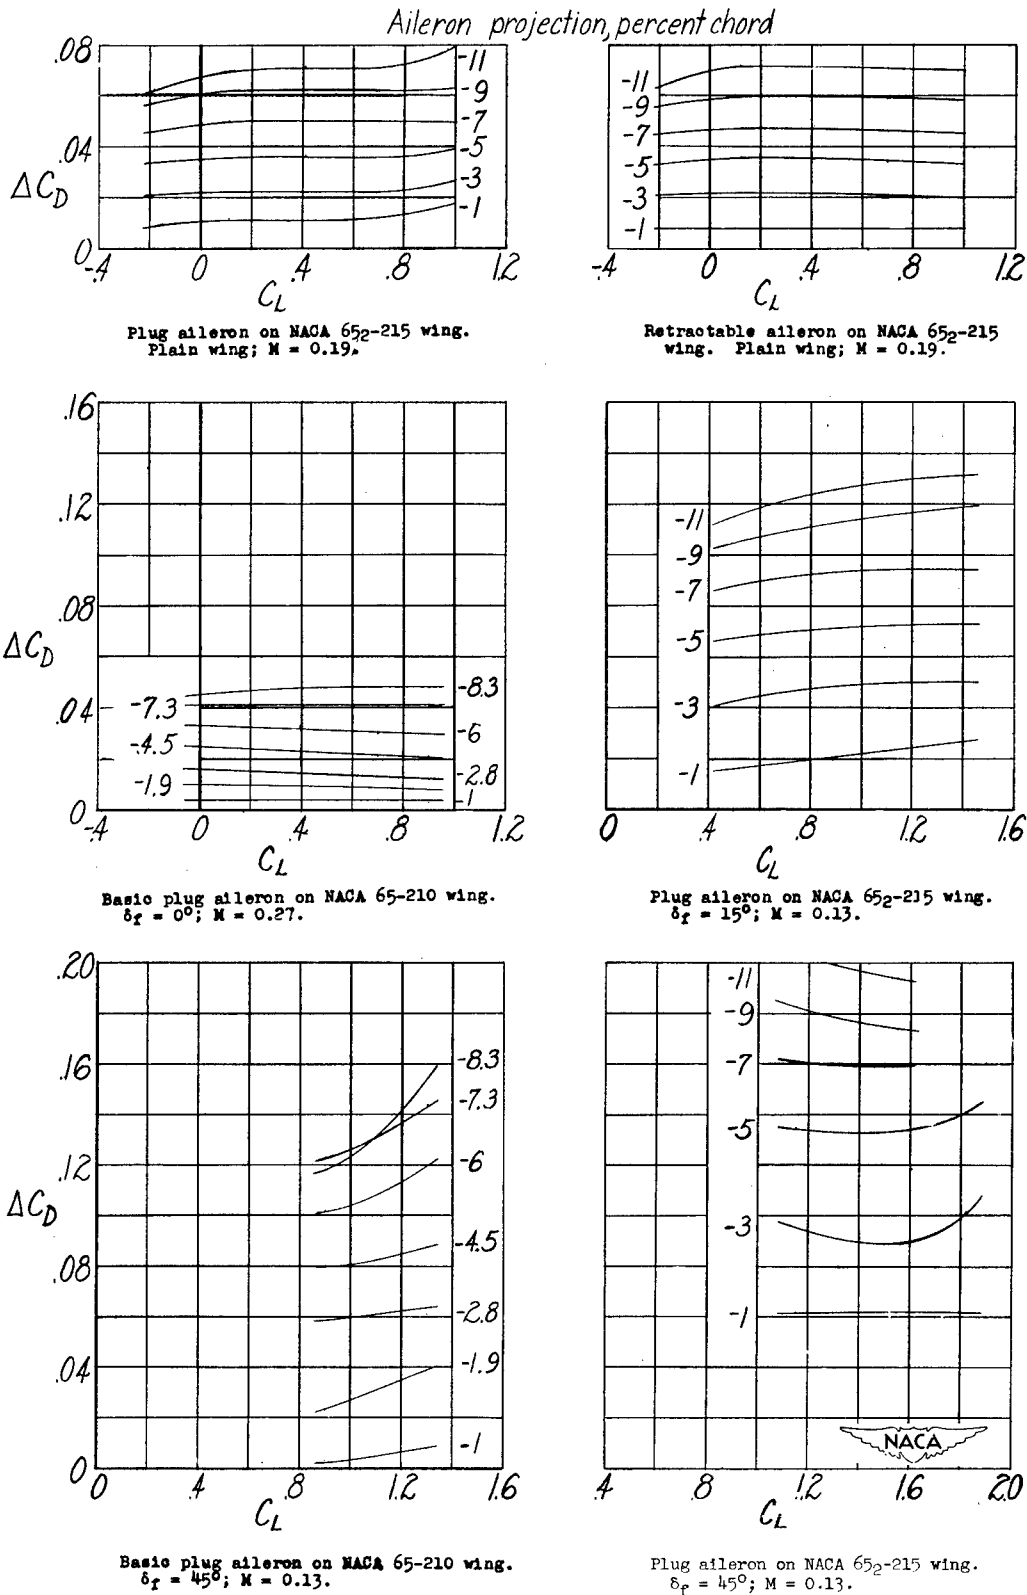 Aileron projection, percent chord
.08
.04
0
ΔC_D
-11
-9
-7
-5
-3
-1
-.4 0 .4 .8 1.2
C_L
Plug aileron on NACA 65₂-215 wing.
Plain wing; M = 0.19.
-11
-9
-7
-5
-3
-1
-.4 0 .4 .8 1.2
C_L
Retractable aileron on NACA 65₂-215
wing. Plain wing; M = 0.19.
.16
.12
.08
ΔC_D
.04
0
-7.3
-4.5
-1.9
-8.3
-6
-2.8
-1
-.4 0 .4 .8 1.2
C_L
Basic plug aileron on NACA 65-210 wing.
δ_f = 0°; M = 0.27.
-11
-9
-7
-5
-3
-1
0 .4 .8 1.2 1.6
C_L
Plug aileron on NACA 65₂-215 wing.
δ_f = 15°; M = 0.13.
.20
.16
.12
ΔC_D
.08
.04
0
-8.3
-7.3
-6
-4.5
-2.8
-1.9
-1
0 .4 .8 1.2 1.6
C_L
Basic plug aileron on NACA 65-210 wing.
δ_f = 45°; M = 0.13.
-11
-9
-7
-5
-3
-1
NACA
.4 .8 1.2 1.6 2.0
C_L
Plug aileron on NACA 65₂-215 wing.
δ_f = 45°; M = 0.13.